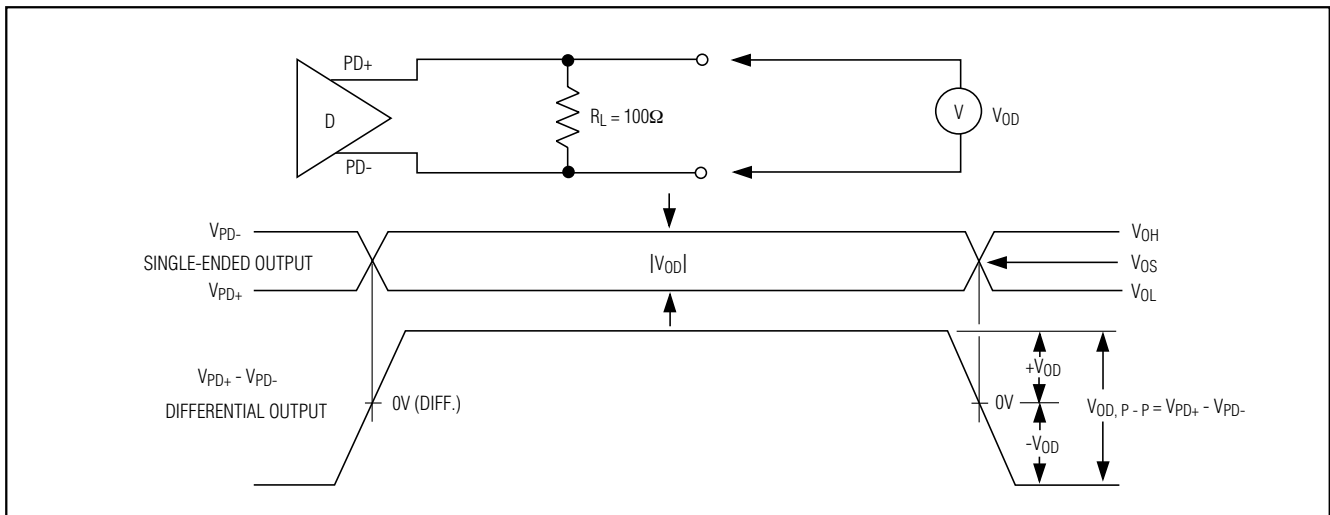 PD+
D
PD-
RL = 100Ω
V
VOD
VPD-
SINGLE-ENDED OUTPUT
VPD+
|VOD|
VOH
VOS
VOL
VPD+ - VPD-
DIFFERENTIAL OUTPUT
0V (DIFF.)
0V
+VOD
-VOD
VOD, P - P = VPD+ - VPD-